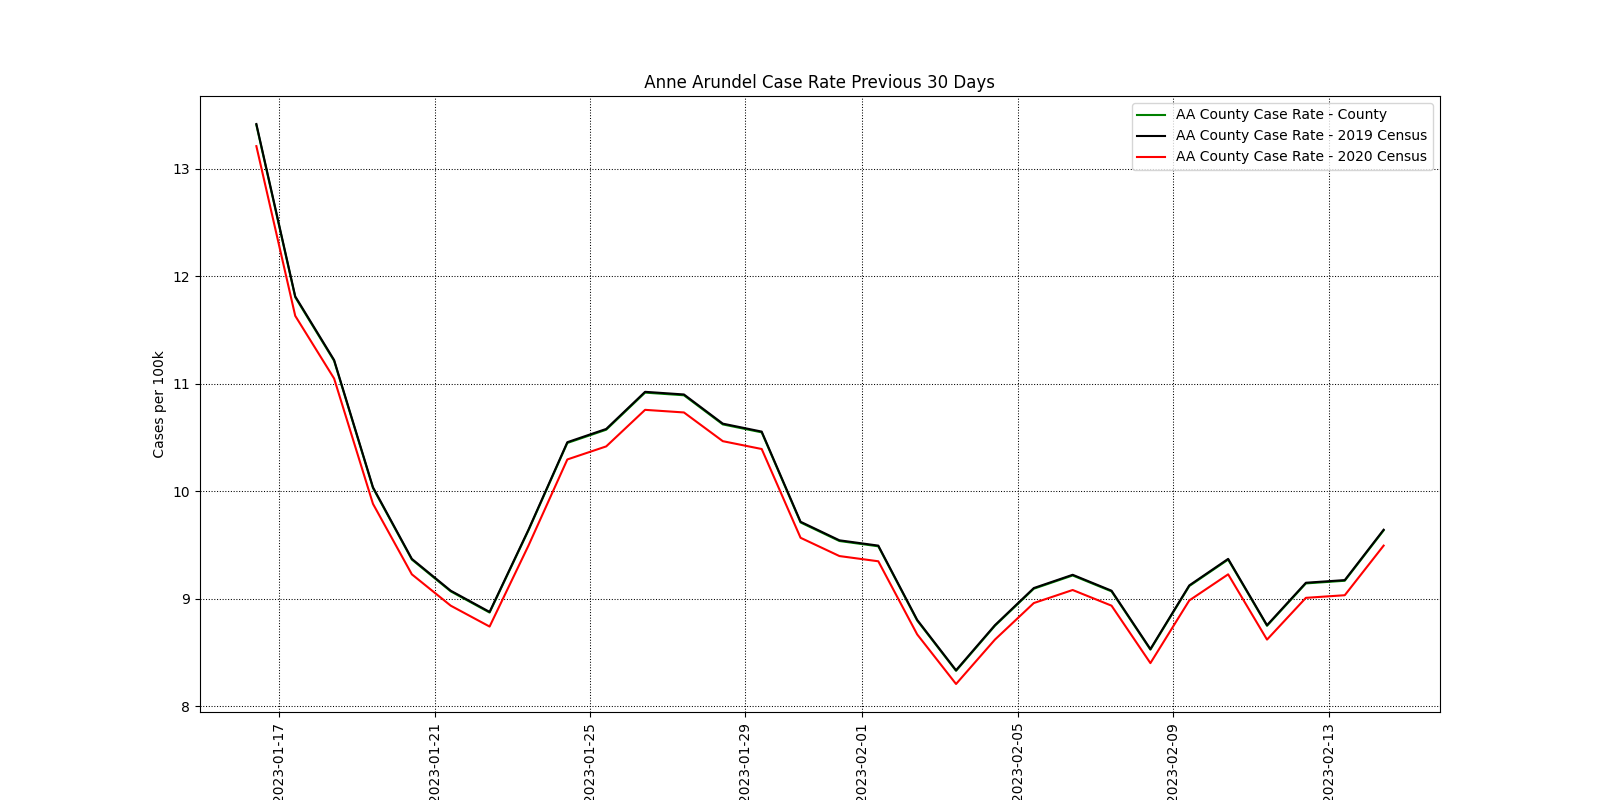 Anne Arundel Case Rate Previous 30 Days
AA County Case Rate - County
AA County Case Rate - 2019 Census
AA County Case Rate - 2020 Census
Cases per 100k
13
12
11
10
9
8
2023-01-17
2023-01-21
2023-01-25
2023-01-29
2023-02-01
2023-02-05
2023-02-09
2023-02-13